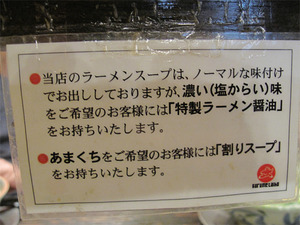 ●当店のラーメンスープは、ノーマルな味付け
でお出ししておりますが、濃い(塩からい)味
をご希望のお客様には「特製ラーメン醤油」
をお持ちいたします。
●あまくちをご希望のお客様には「割りスープ」
をお持ちいたします。